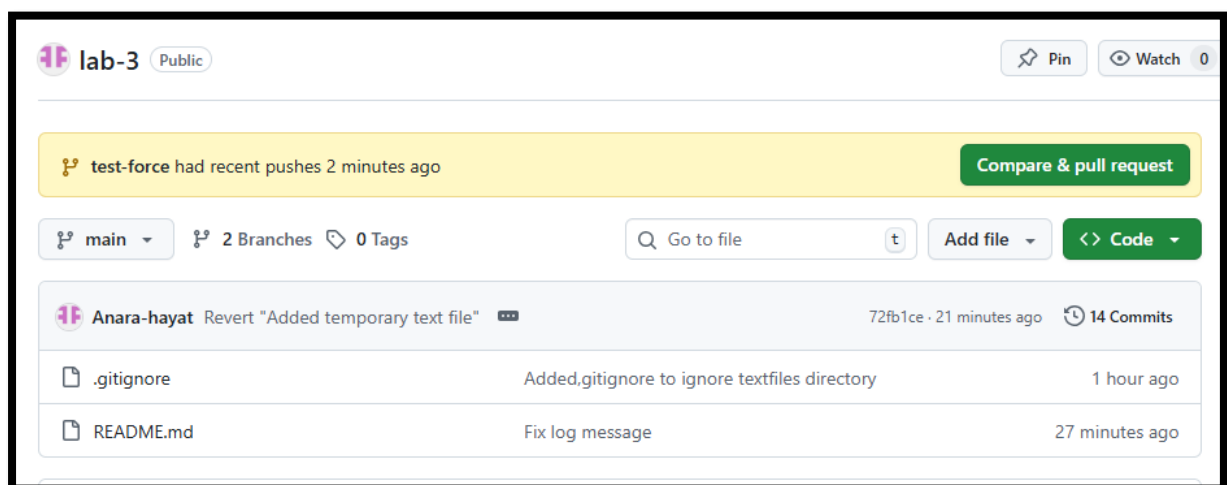 lab-3 Public Pin Watch 0
test-force had recent pushes 2 minutes ago Compare & pull request
main 2 Branches 0 Tags Go to file t Add file <> Code
Anara-hayat Revert "Added temporary text file" 72fb1ce · 21 minutes ago 14 Commits
.gitignore Added,gitignore to ignore textfiles directory 1 hour ago
README.md Fix log message 27 minutes ago